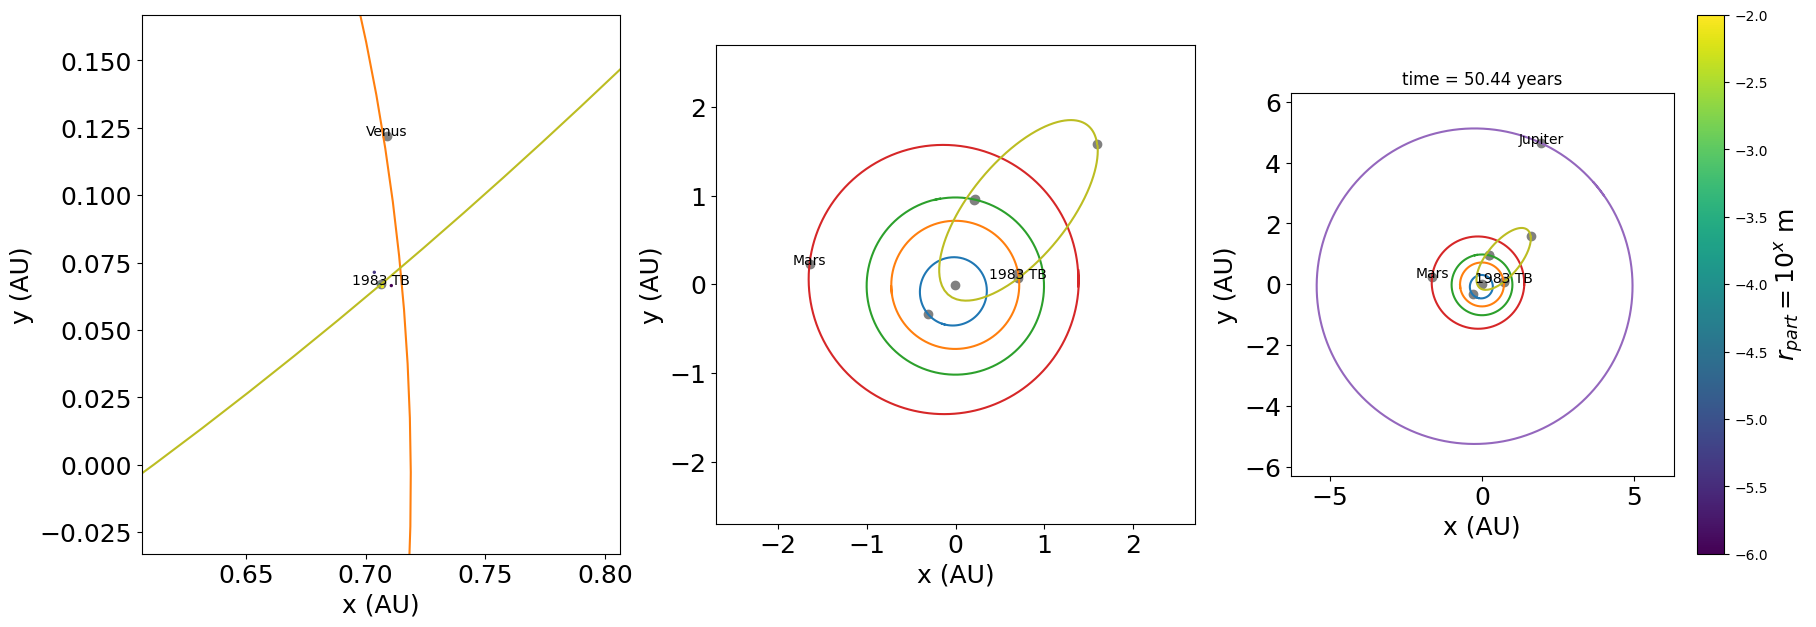 0.150
0.125
0.100
0.075
0.050
0.025
0.000
−0.025
y (AU)
Venus
1983 TB
0.65
0.70
0.75
0.80
x (AU)
2
1
0
−1
−2
y (AU)
Mars
1983 TB
−2
−1
0
1
2
x (AU)
time = 50.44 years
6
4
2
0
−2
−4
−6
y (AU)
Jupiter
Mars
1983 TB
−5
0
5
x (AU)
−2.0
−2.5
−3.0
−3.5
−4.0
−4.5
−5.0
−5.5
−6.0
r_{part} = 10^x m